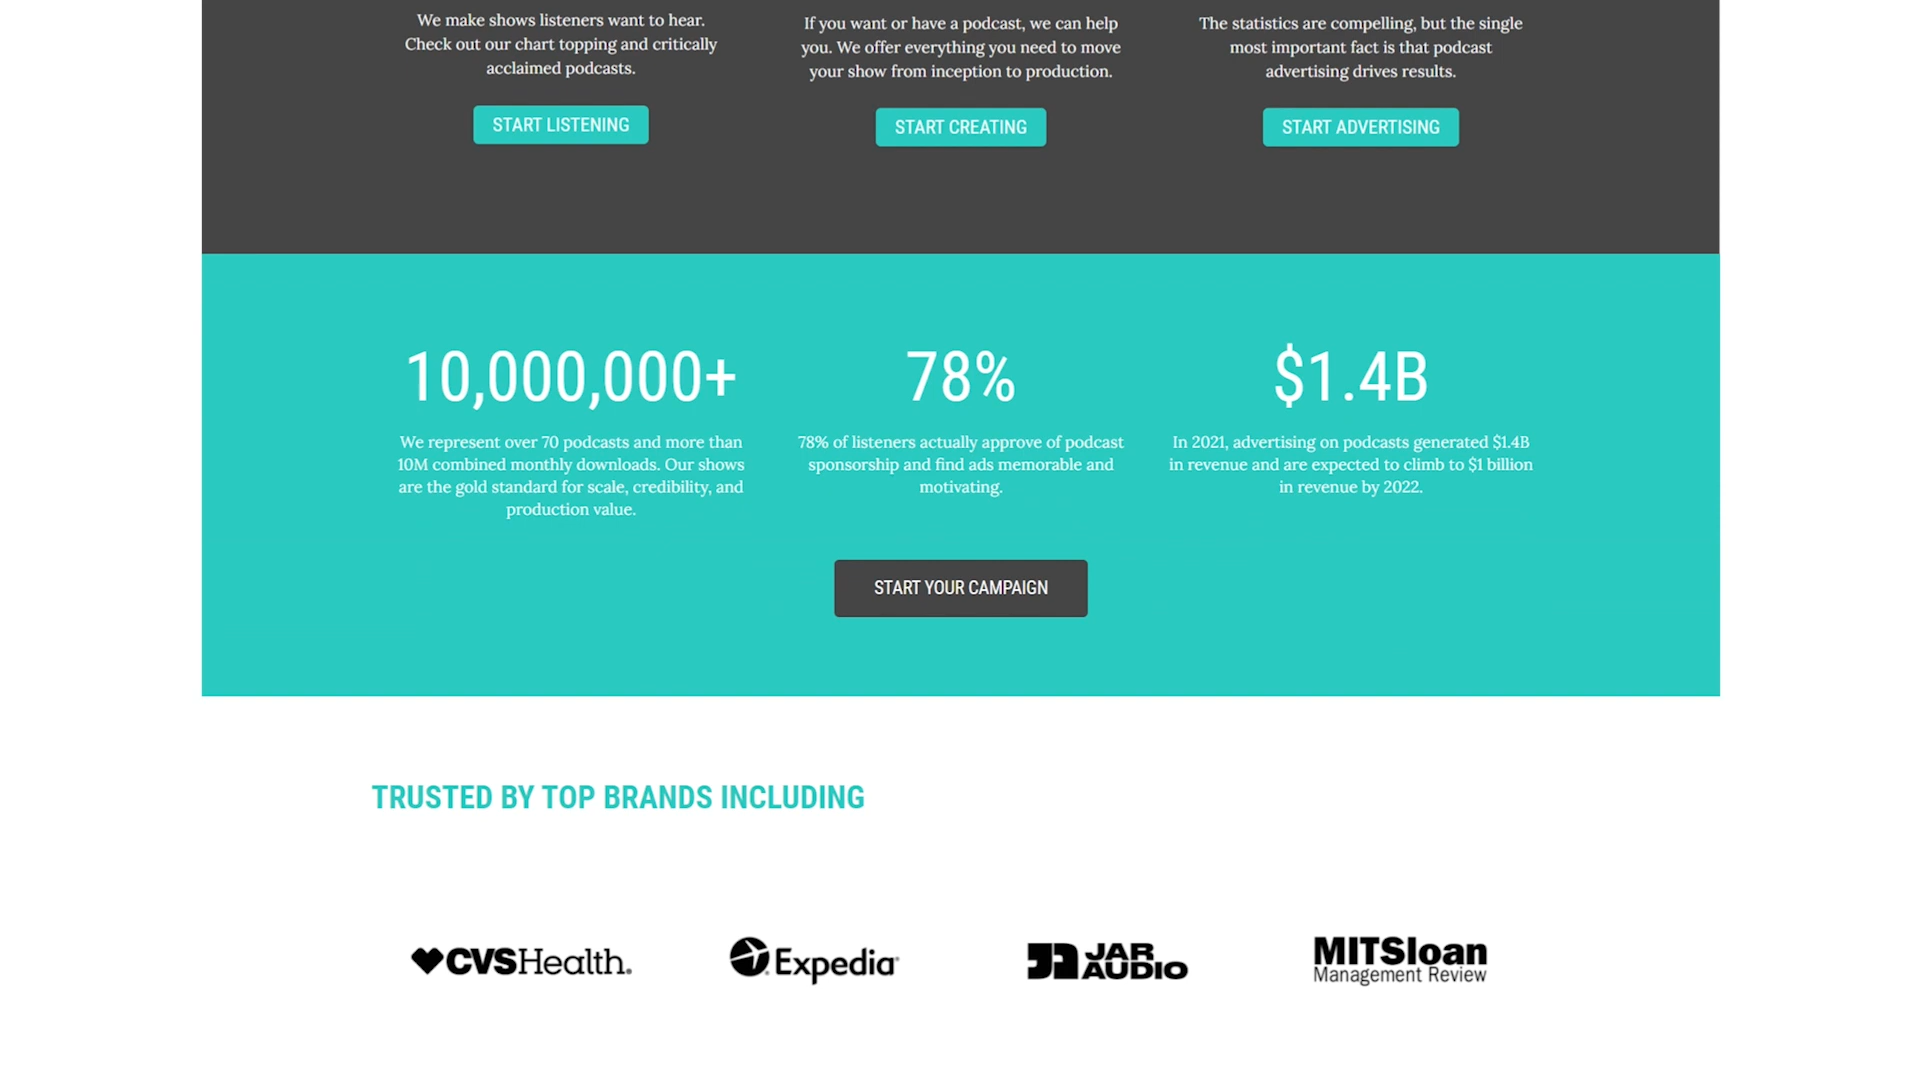 We make shows listeners want to hear.
Check out our chart topping and critically
acclaimed podcasts.
START LISTENING
If you want or have a podcast, we can help
you. We offer everything you need to move
your show from inception to production.
START CREATING
The statistics are compelling, but the single
most important fact is that podcast
advertising drives results.
START ADVERTISING
10,000,000+
We represent over 70 podcasts and more than
10M combined monthly downloads. Our shows
are the gold standard for scale, credibility, and
production value.
78%
78% of listeners actually approve of podcast
sponsorship and find ads memorable and
motivating.
$1.4B
In 2021, advertising on podcasts generated $1.4B
in revenue and are expected to climb to $1 billion
in revenue by 2022.
START YOUR CAMPAIGN
TRUSTED BY TOP BRANDS INCLUDING
CVSHealth.
Expedia
JAR
AUDIO
MITSloan
Management Review